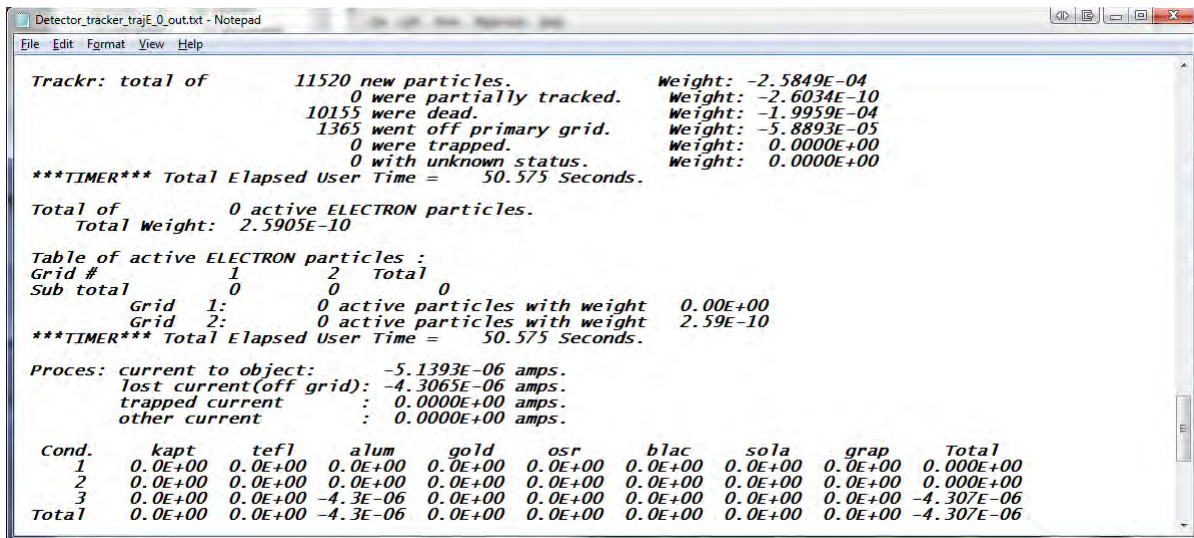 Detector_tracker_trajE_0_out.txt - Notepad
File Edit Format View Help
Trackr: total of 11520 new particles. Weight: -2.5849E-04
0 were partially tracked. Weight: -2.6034E-10
10155 were dead. Weight: -1.9959E-04
1365 went off primary grid. Weight: -5.8893E-05
0 were trapped. Weight: 0.0000E+00
0 with unknown status. Weight: 0.0000E+00
***TIMER*** Total Elapsed User Time = 50.575 Seconds.
Total of 0 active ELECTRON particles.
Total Weight: 2.5905E-10
Table of active ELECTRON particles :
Grid # 1 2 Total
Sub total 0 0 0
Grid 1: 0 active particles with weight 0.00E+00
Grid 2: 0 active particles with weight 2.59E-10
***TIMER*** Total Elapsed User Time = 50.575 Seconds.
Proces: current to object: -5.1393E-06 amps.
lost current(off grid): -4.3065E-06 amps.
trapped current : 0.0000E+00 amps.
other current : 0.0000E+00 amps.
Cond. kapt tefl alum gold osr blac sola grap Total
1 0.0E+00 0.0E+00 0.0E+00 0.0E+00 0.0E+00 0.0E+00 0.0E+00 0.0E+00 0.000E+00
2 0.0E+00 0.0E+00 0.0E+00 0.0E+00 0.0E+00 0.0E+00 0.0E+00 0.0E+00 0.000E+00
3 0.0E+00 0.0E+00 -4.3E-06 0.0E+00 0.0E+00 0.0E+00 0.0E+00 0.0E+00 -4.307E-06
Total 0.0E+00 0.0E+00 -4.3E-06 0.0E+00 0.0E+00 0.0E+00 0.0E+00 0.0E+00 -4.307E-06